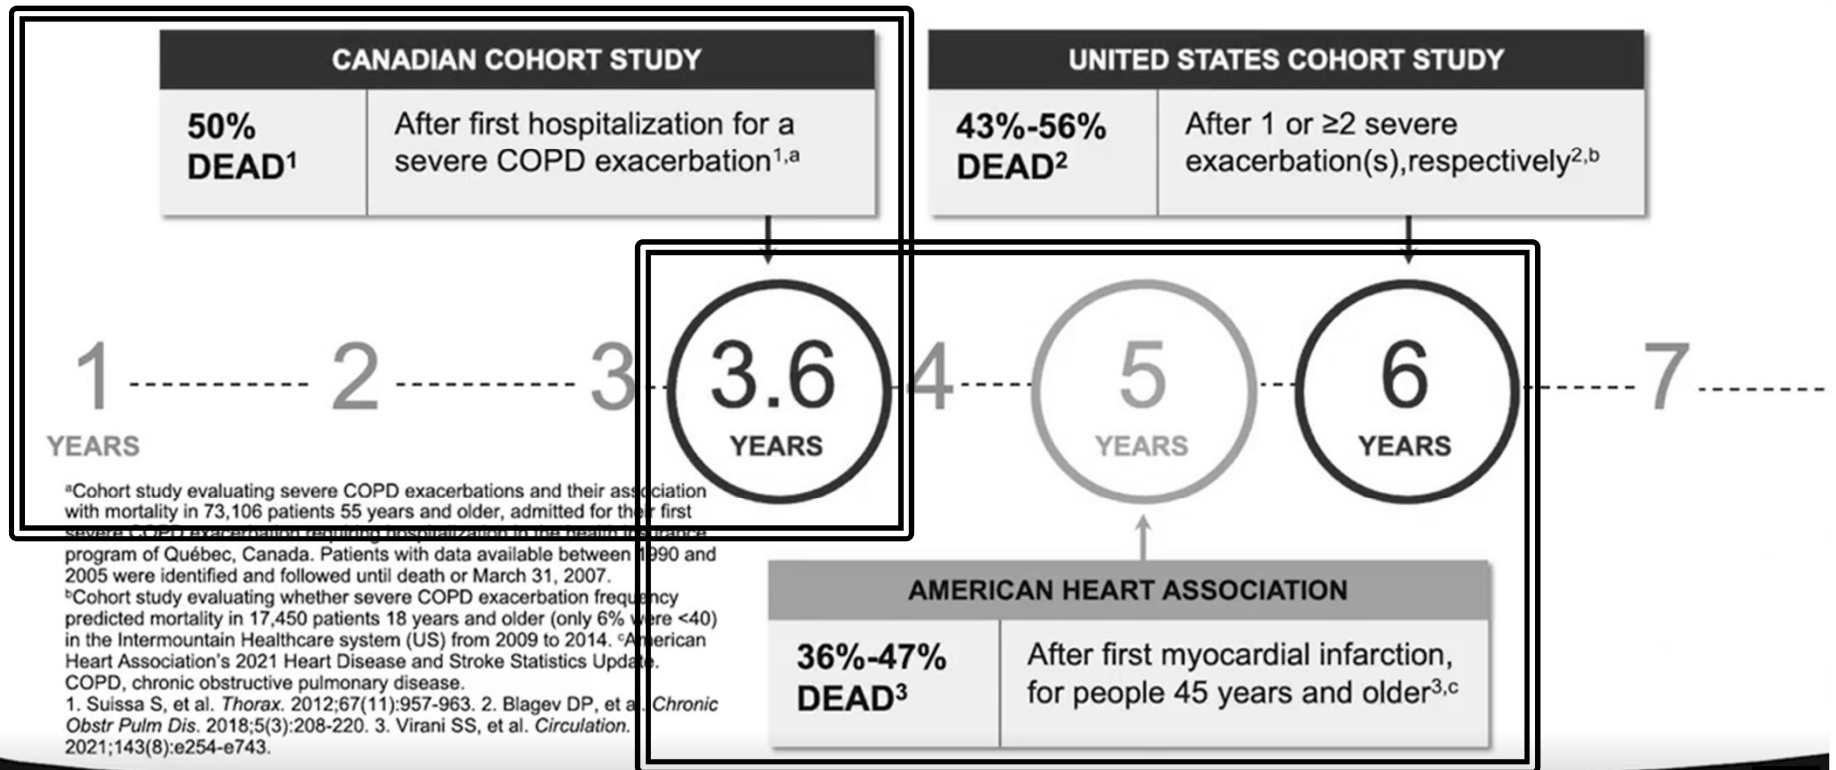 CANADIAN COHORT STUDY
50%
DEAD1
After first hospitalization for a
severe COPD exacerbation1,a
UNITED STATES COHORT STUDY
43%-56%
DEAD2
After 1 or ≥2 severe
exacerbation(s),respectively2,b
1
YEARS
2
3
3.6
YEARS
4
5
YEARS
6
YEARS
7
aCohort study evaluating severe COPD exacerbations and their association
with mortality in 73,106 patients 55 years and older, admitted for their first
severe COPD exacerbation requiring hospitalization in the health insurance
program of Québec, Canada. Patients with data available between 1990 and
2005 were identified and followed until death or March 31, 2007.
bCohort study evaluating whether severe COPD exacerbation frequency
predicted mortality in 17,450 patients 18 years and older (only 6% were <40)
in the Intermountain Healthcare system (US) from 2009 to 2014. cAmerican
Heart Association's 2021 Heart Disease and Stroke Statistics Update.
COPD, chronic obstructive pulmonary disease.
1. Suissa S, et al. Thorax. 2012;67(11):957-963. 2. Blagev DP, et al. Chronic
Obstr Pulm Dis. 2018;5(3):208-220. 3. Virani SS, et al. Circulation.
2021;143(8):e254-e743.
AMERICAN HEART ASSOCIATION
36%-47%
DEAD3
After first myocardial infarction,
for people 45 years and older3,c